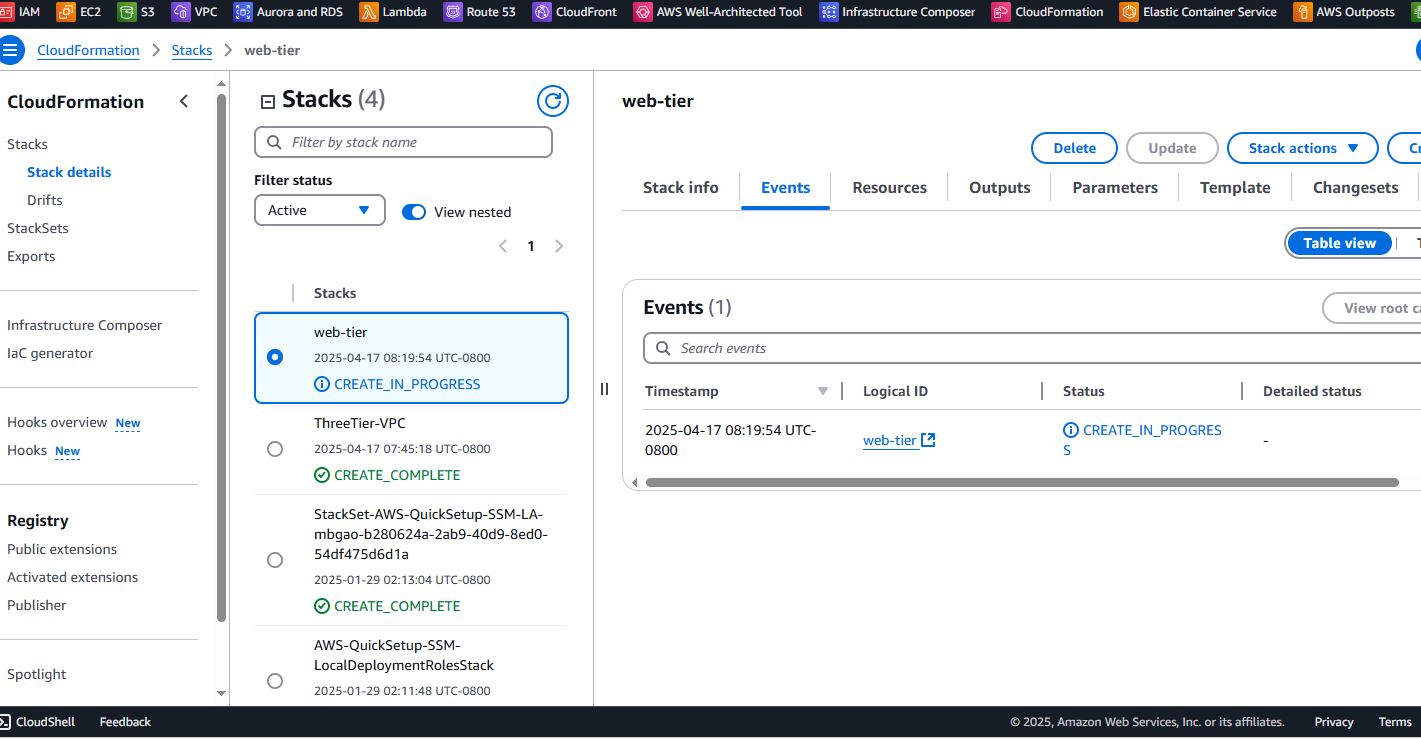 IAM EC2 S3 VPC Aurora and RDS Lambda Route 53 CloudFront AWS Well-Architected Tool Infrastructure Composer CloudFormation Elastic Container Service AWS Outposts
CloudFormation Stacks web-tier
CloudFormation
Stacks
Stack details
Drifts
StackSets
Exports
Infrastructure Composer
IaC generator
Hooks overview New
Hooks New
Registry
Public extensions
Activated extensions
Publisher
Spotlight
Stacks (4)
Filter by stack name
Filter status
Active
View nested
1
Stacks
web-tier
2025-04-17 08:19:54 UTC-0800
CREATE_IN_PROGRESS
ThreeTier-VPC
2025-04-17 07:45:18 UTC-0800
CREATE_COMPLETE
StackSet-AWS-QuickSetup-SSM-LA-
mbgao-b280624a-2ab9-40d9-8ed0-
54df475d6d1a
2025-01-29 02:13:04 UTC-0800
CREATE_COMPLETE
AWS-QuickSetup-SSM-
LocalDeploymentRolesStack
2025-01-29 02:11:48 UTC-0800
web-tier
Delete Update Stack actions
Stack info Events Resources Outputs Parameters Template Changesets
Table view
Events (1)
View root
Search events
Timestamp Logical ID Status Detailed status
2025-04-17 08:19:54 UTC-
0800
web-tier
CREATE_IN_PROGRES
S
-
CloudShell Feedback © 2025, Amazon Web Services, Inc. or its affiliates. Privacy Terms